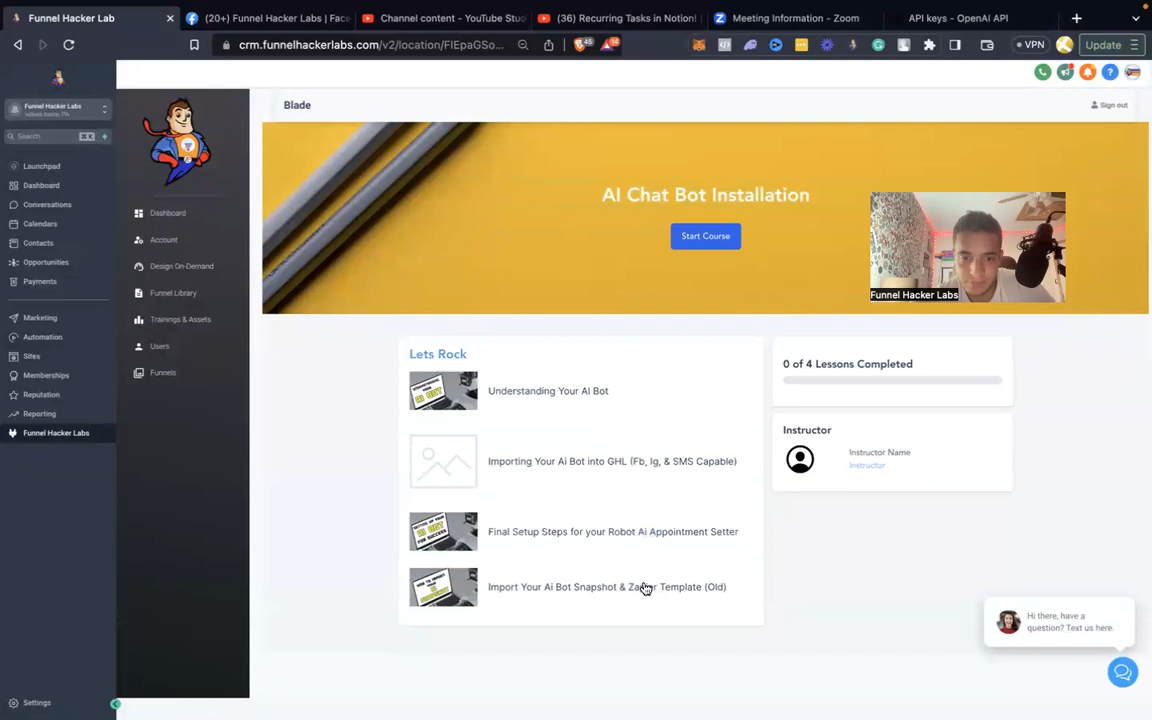 Funnel Hacker Lab
(20+) Funnel Hacker Labs | Face
Channel content - YouTube Stu
(36) Recurring Tasks in Notion!
Meeting Information - Zoom
API keys - OpenAI API
crm.funnelhackerlabs.com/v2/location/FIEpaGSo...
VPN
Update
Funnel Hacker Labs
Search
⌘K
Launchpad
Dashboard
Conversations
Calendars
Contacts
Opportunities
Payments
Marketing
Automation
Sites
Memberships
Reputation
Reporting
Funnel Hacker Labs
Settings
Dashboard
Account
Design On-Demand
Funnel Library
Trainings & Assets
Users
Funnels
Blade
Sign out
AI Chat Bot Installation
Start Course
Funnel Hacker Labs
Lets Rock
Understanding Your AI Bot
Importing Your Ai Bot into GHL (Fb, Ig, & SMS Capable)
Final Setup Steps for your Robot Ai Appointment Setter
Import Your Ai Bot Snapshot & Zapier Template (Old)
0 of 4 Lessons Completed
Instructor
Instructor Name
Instructor
Hi there, have a
question? Text us here.